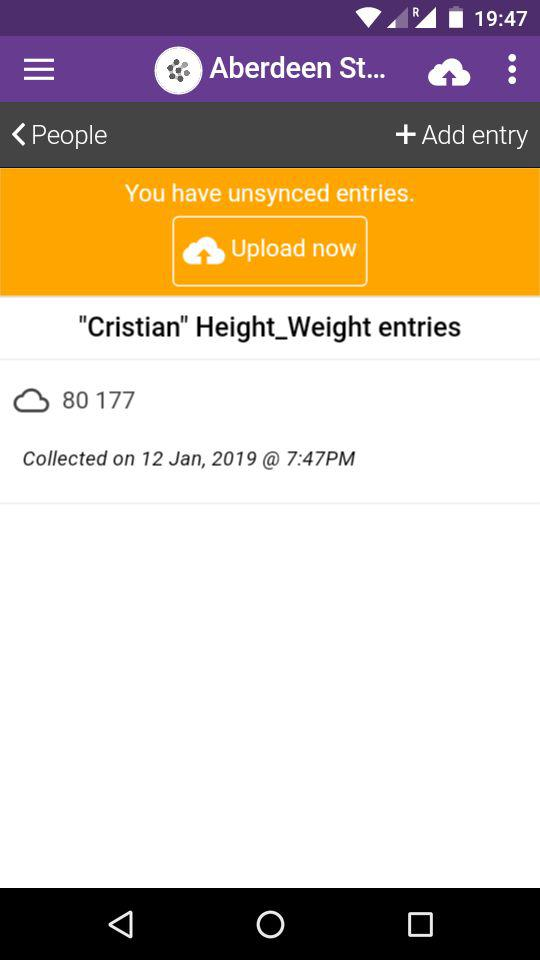 R 19:47
Aberdeen St...
People
Add entry
You have unsynced entries.
Upload now
"Cristian" Height_Weight entries
80 177
Collected on 12 Jan, 2019 @ 7:47PM